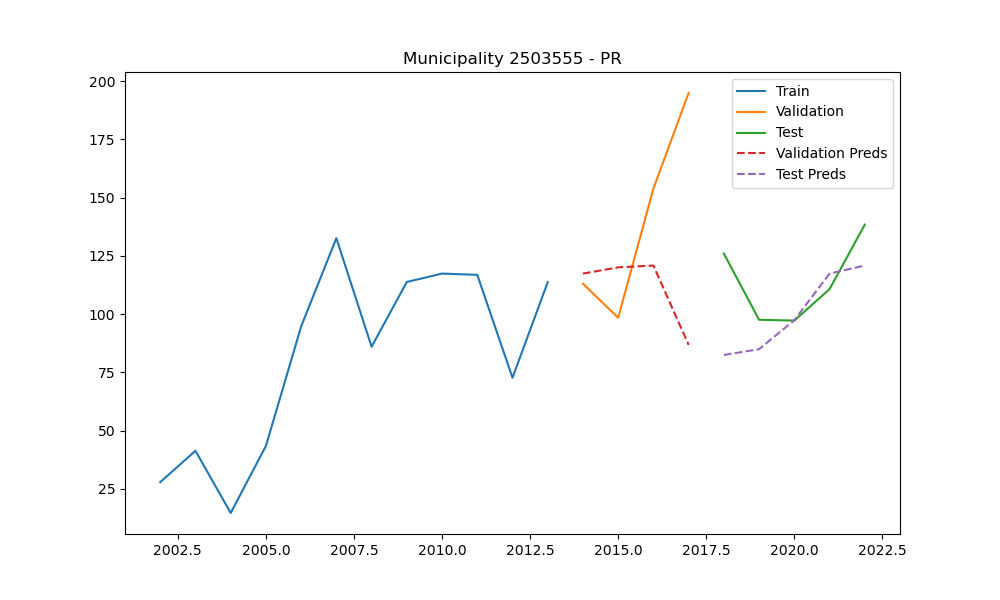 Municipality 2503555 - PR
200
175
150
125
100
75
50
25
2002.5 2005.0 2007.5 2010.0 2012.5 2015.0 2017.5 2020.0 2022.5
Train
Validation
Test
Validation Preds
Test Preds